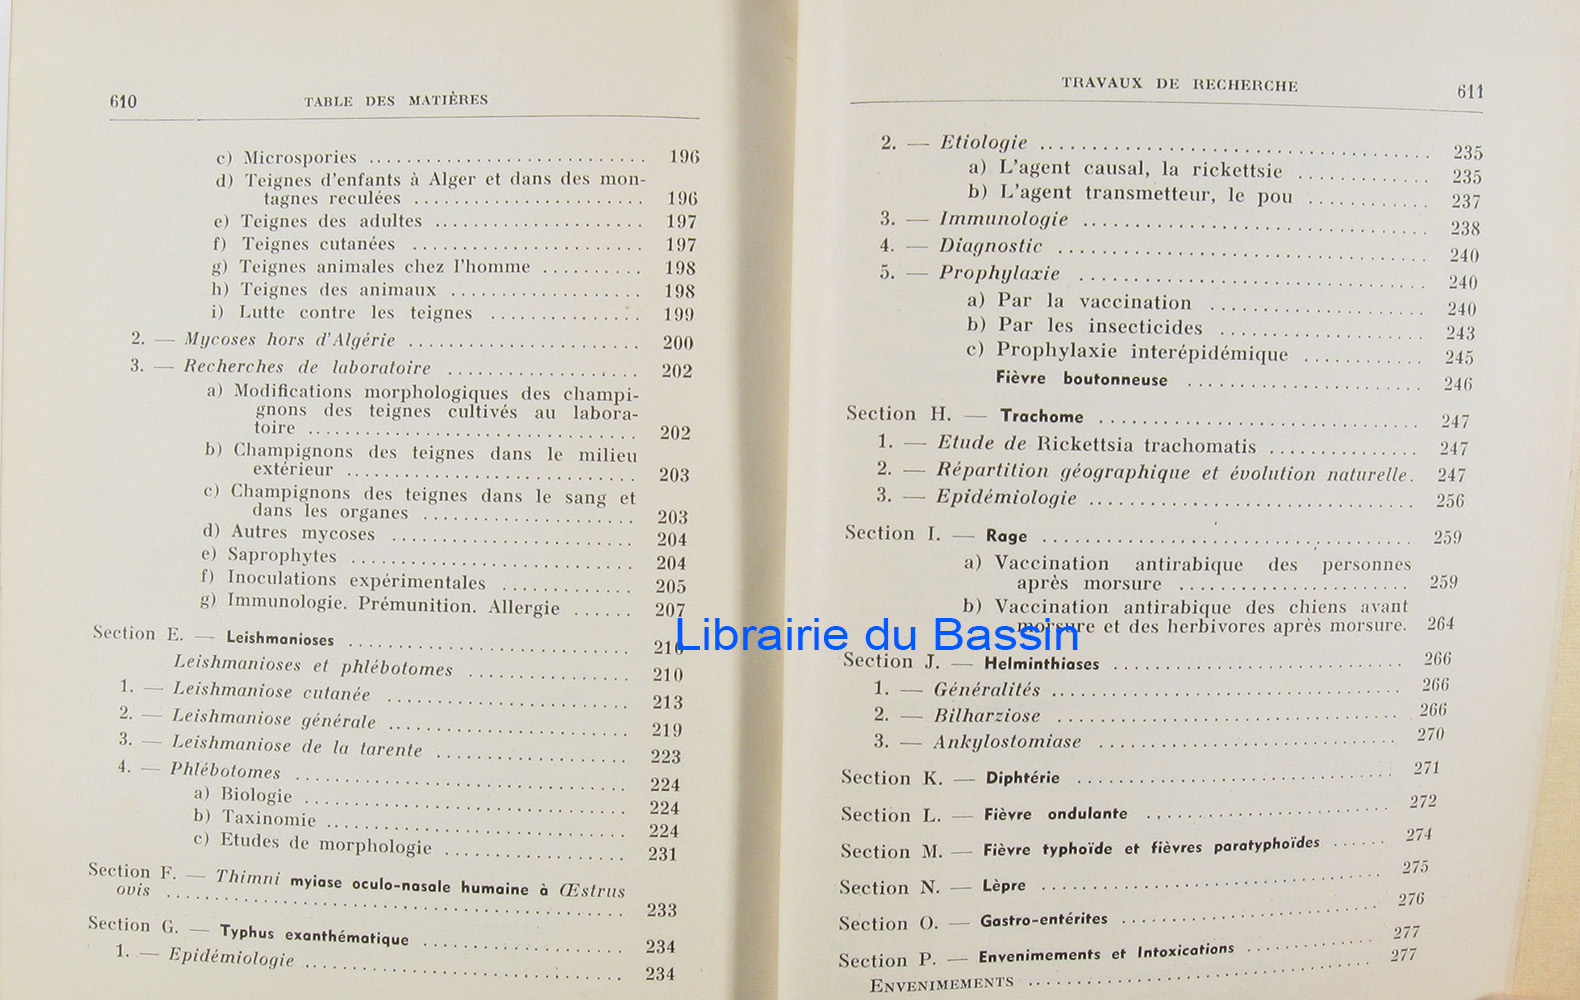 610 TABLE DES MATIÈRES
c) Microspories .......................... 196
d) Teignes d'enfants à Alger et dans des mon-
tagnes reculées ....................... 196
e) Teignes des adultes .................... 197
f) Teignes cutanées ...................... 197
g) Teignes animales chez l'homme .......... 198
h) Teignes des animaux ................... 198
i) Lutte contre les teignes ............... 199
2. — Mycoses hors d'Algérie ...................... 200
3. — Recherches de laboratoire ................... 202
a) Modifications morphologiques des champi-
gnons des teignes cultivés au labora-
toire ................................. 202
b) Champignons des teignes dans le milieu
extérieur ............................. 203
c) Champignons des teignes dans le sang et
dans les organes ...................... 203
d) Autres mycoses ........................ 204
e) Saprophytes ........................... 204
f) Inoculations expérimentales ............. 205
g) Immunologie. Prémunition. Allergie ...... 207
Section E. — Leishmanioses ............................ 210
Leishmanioses et phlébotomes ................ 210
1. — Leishmaniose cutanée ....................... 213
2. — Leishmaniose générale ....................... 219
3. — Leishmaniose de la tarente ................... 223
4. — Phlébotomes ................................ 224
a) Biologie .............................. 224
b) Taxinomie ............................. 224
c) Etudes de morphologie .................. 231
Section F. — Thimni myiase oculo-nasale humaine à Œstrus
ovis .............................................. 233
Section G. — Typhus exanthématique .................... 234
1. — Epidémiologie .............................. 234
TRAVAUX DE RECHERCHE 611
2. — Etiologie .................................. 235
a) L'agent causal, la rickettsie ............. 235
b) L'agent transmetteur, le pou ............ 237
3. — Immunologie ................................ 238
4. — Diagnostic ................................. 240
5. — Prophylaxie ................................ 240
a) Par la vaccination ..................... 240
b) Par les insecticides .................... 243
c) Prophylaxie interépidémique ............ 245
Fièvre boutonneuse ....................... 246
Section H. — Trachome ................................ 247
1. — Etude de Rickettsia trachomatis .............. 247
2. — Répartition géographique et évolution naturelle. 247
3. — Epidémiologie .............................. 256
Section I. — Rage ..................................... 259
a) Vaccination antirabique des personnes
après morsure ........................ 259
b) Vaccination antirabique des chiens avant
morsure et des herbivores après morsure. 264
Librairie du Bassin
Section J. — Helminthiases ............................ 266
1. — Généralités ................................ 266
2. — Bilharziose ................................ 266
3. — Ankylostomiase ............................. 270
Section K. — Diphtérie ................................ 271
Section L. — Fièvre ondulante ......................... 272
Section M. — Fièvre typhoïde et fièvres paratyphoïdes ...... 274
Section N. — Lèpre .................................... 275
Section O. — Gastro-entérites .......................... 276
Section P. — Envenimements et Intoxications ............. 277
ENVENIMEMENTS ................................... 277